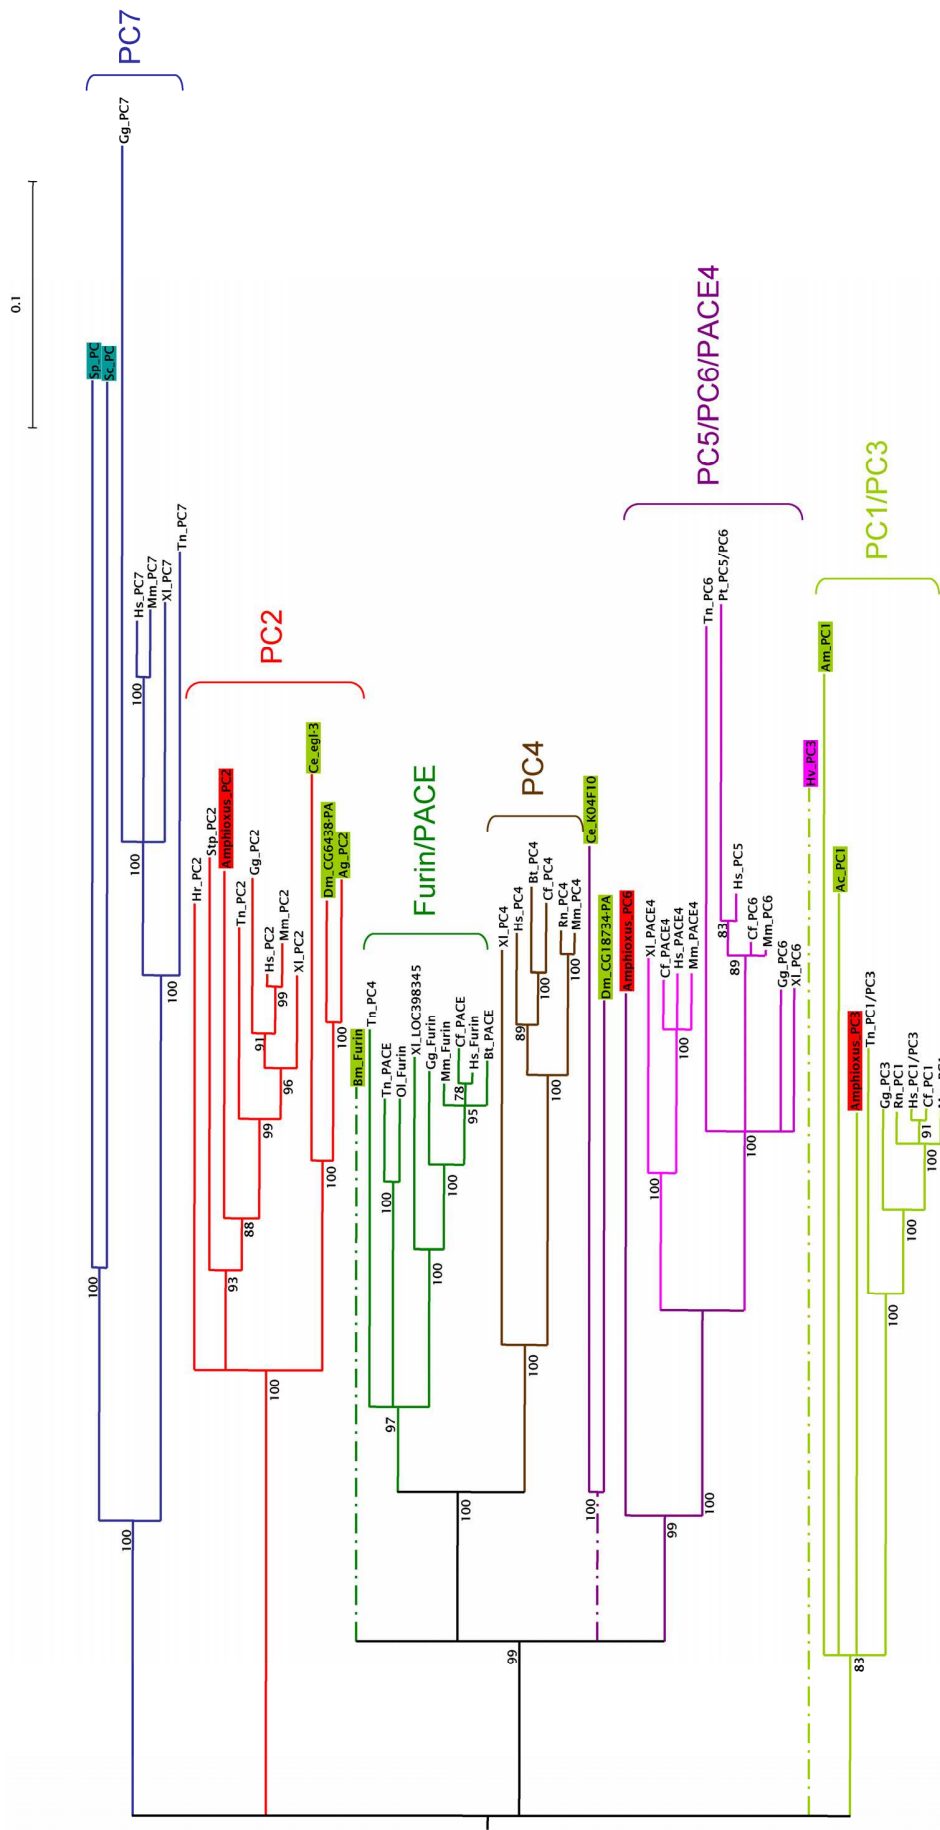 PC7
Gg_PC7
0.1
Sp_PC
Sc_PC
Hs_PC7
Mm_PC7
Xl_PC7
Tn_PC7
100
100
100
100
100
PC2
Hr_PC2
Stp_PC2
Amphioxus_PC2
Tn_PC2
Gg_PC2
Hs_PC2
Mm_PC2
Xl_PC2
Ce_egl-3
Dm_CG6438-PA
Ag_PC2
91
99
96
99
88
93
100
100
100
Furin/PACE
Bm_Furin
Tn_PC4
Tn_PACE
Ol_Furin
Xl_LOC398345
Gg_Furin
Mm_Furin
Cf_PACE
Hs_Furin
Bt_PACE
78
95
100
100
100
97
PC4
Xl_PC4
Hs_PC4
Bt_PC4
Cf_PC4
Rn_PC4
Mm_PC4
89
100
100
100
100
100
99
Ce_K04F10
Dm_CG18734-PA
100
PC5/PC6/PACE4
Amphioxus_PC6
Xl_PACE4
Cf_PACE4
Hs_PACE4
Mm_PACE4
Tn_PC6
Pt_PC5/PC6
Hs_PC5
Cf_PC6
Mm_PC6
Gg_PC6
Xl_PC6
100
100
83
89
100
100
99
PC1/PC3
Hv_PC3
Am_PC1
Ac_PC1
Amphioxus_PC3
Tn_PC1/PC3
Gg_PC3
Rn_PC1
Hs_PC1/PC3
Cf_PC1
91
100
100
100
83